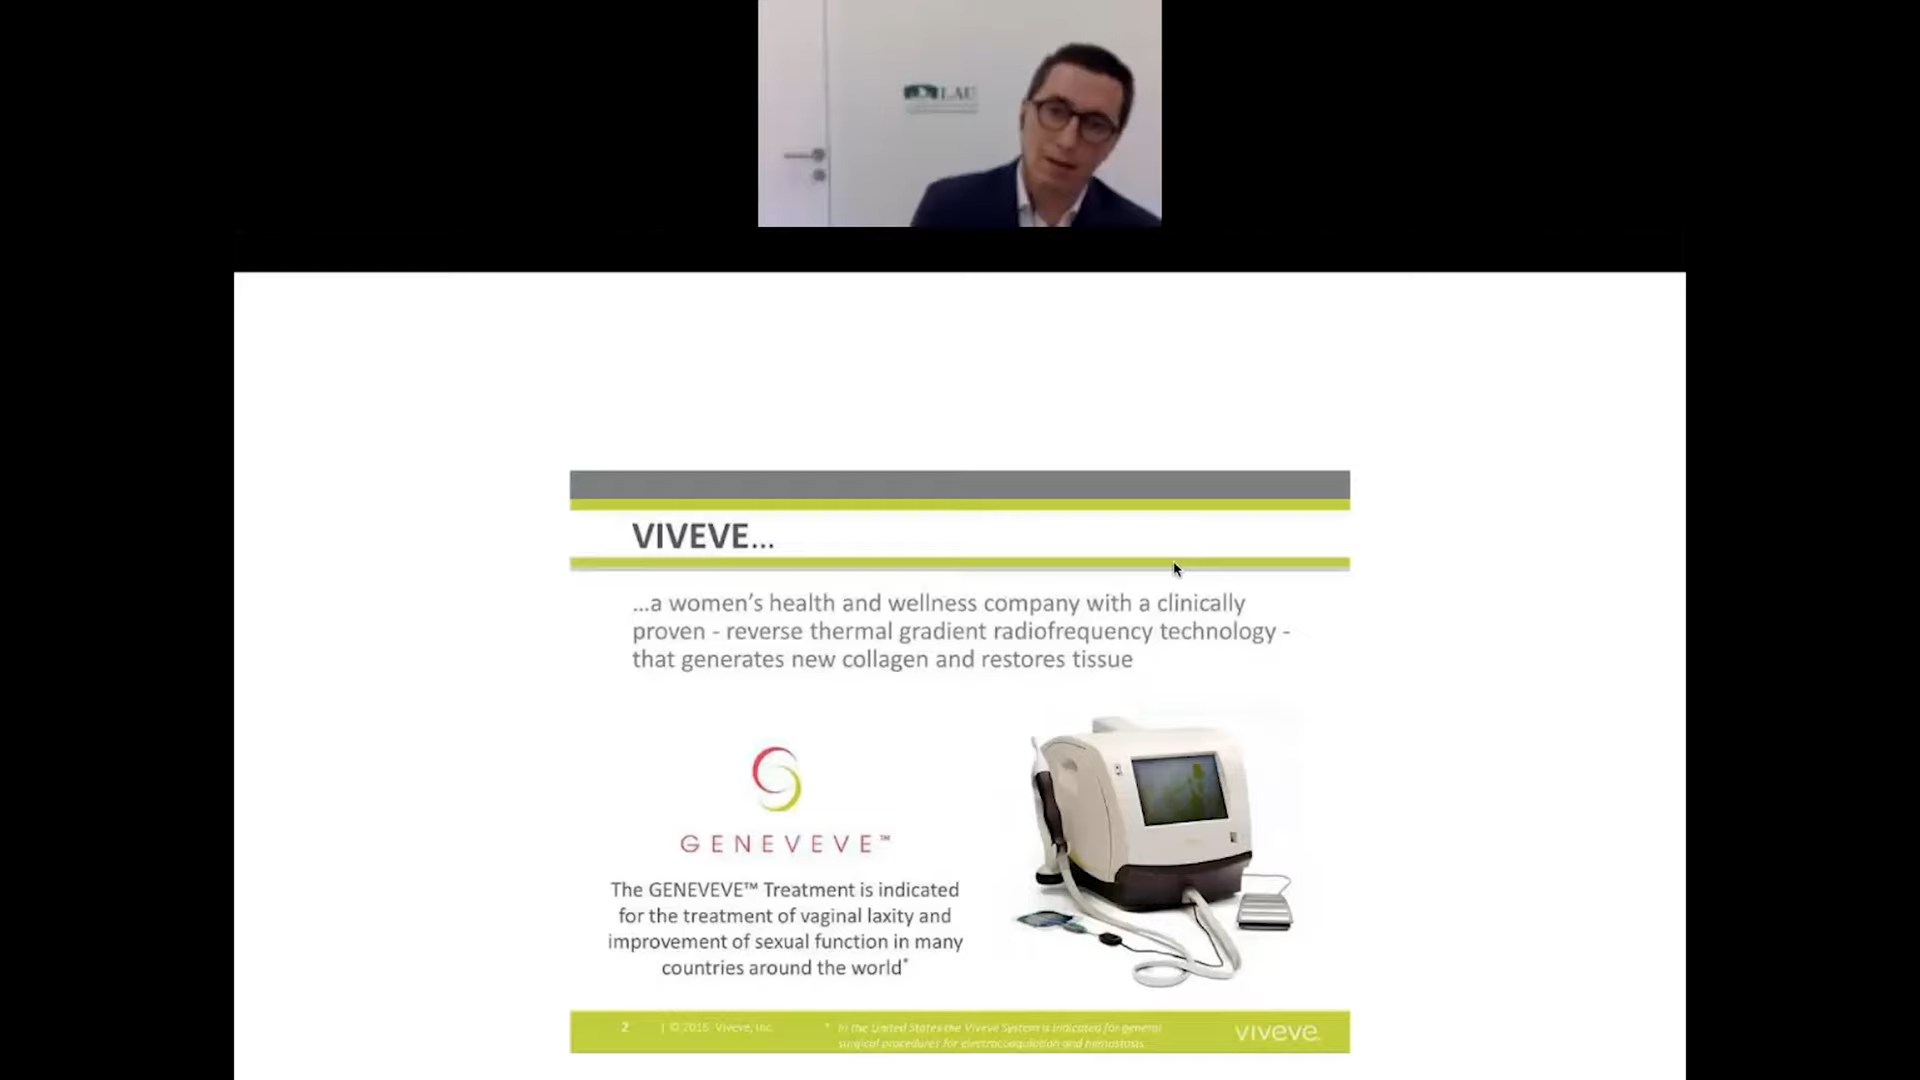 LAU
VIVEVE...
...a women's health and wellness company with a clinically
proven - reverse thermal gradient radiofrequency technology -
that generates new collagen and restores tissue
GENEVEVE™
The GENEVEVE™ Treatment is indicated
for the treatment of vaginal laxity and
improvement of sexual function in many
countries around the world*
2 | © 2016 Viveve, Inc.
* In the United States the Viveve System is indicated for general
surgical procedures for electrocoagulation and hemostasis.
viveve